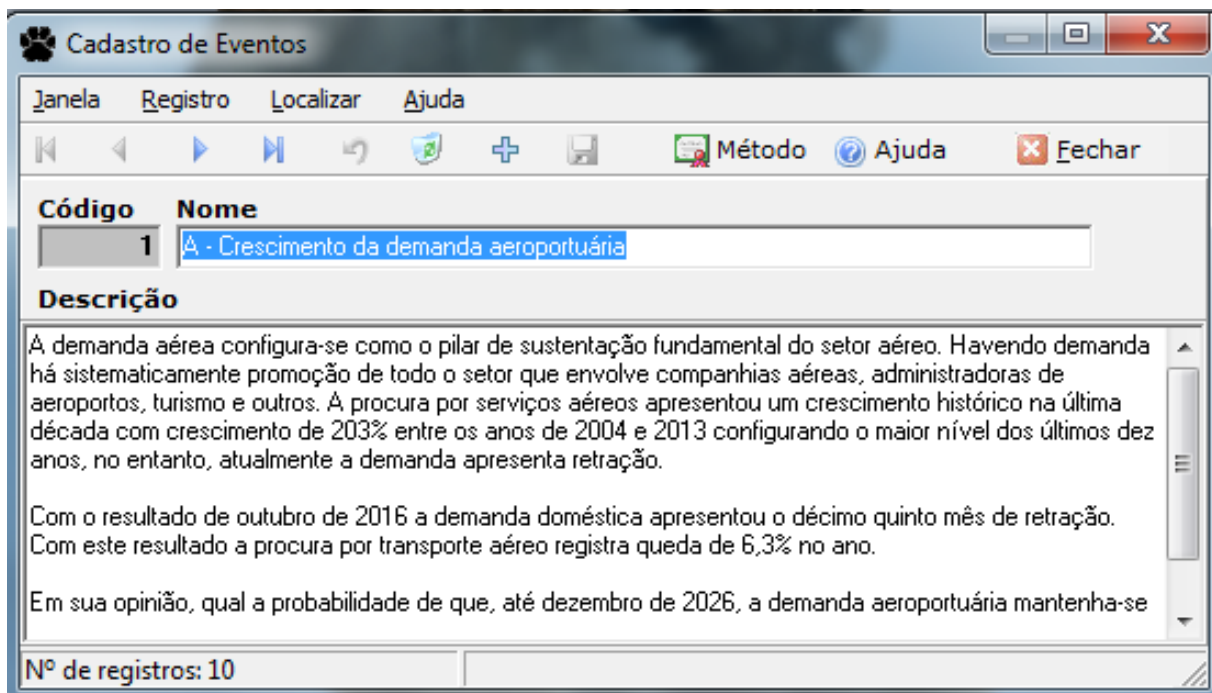 Cadastro de Eventos
Janela Registro Localizar Ajuda
Método Ajuda Fechar
Código Nome
1 A - Crescimento da demanda aeroportuária
Descrição
A demanda aérea configura-se como o pilar de sustentação fundamental do setor aéreo. Havendo demanda
há sistematicamente promoção de todo o setor que envolve companhias aéreas, administradoras de
aeroportos, turismo e outros. A procura por serviços aéreos apresentou um crescimento histórico na última
década com crescimento de 203% entre os anos de 2004 e 2013 configurando o maior nível dos últimos dez
anos, no entanto, atualmente a demanda apresenta retração.
Com o resultado de outubro de 2016 a demanda doméstica apresentou o décimo quinto mês de retração.
Com este resultado a procura por transporte aéreo registra queda de 6,3% no ano.
Em sua opinião, qual a probabilidade de que, até dezembro de 2026, a demanda aeroportuária mantenha-se
Nº de registros: 10